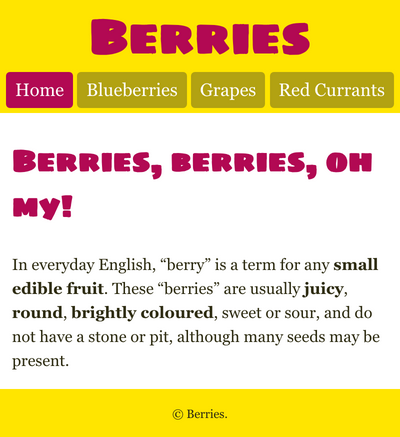 Berries
Home Blueberries Grapes Red Currants
Berries, berries, oh
my!
In everyday English, “berry” is a term for any small
edible fruit. These “berries” are usually juicy,
round, brightly coloured, sweet or sour, and do
not have a stone or pit, although many seeds may be
present.
© Berries.